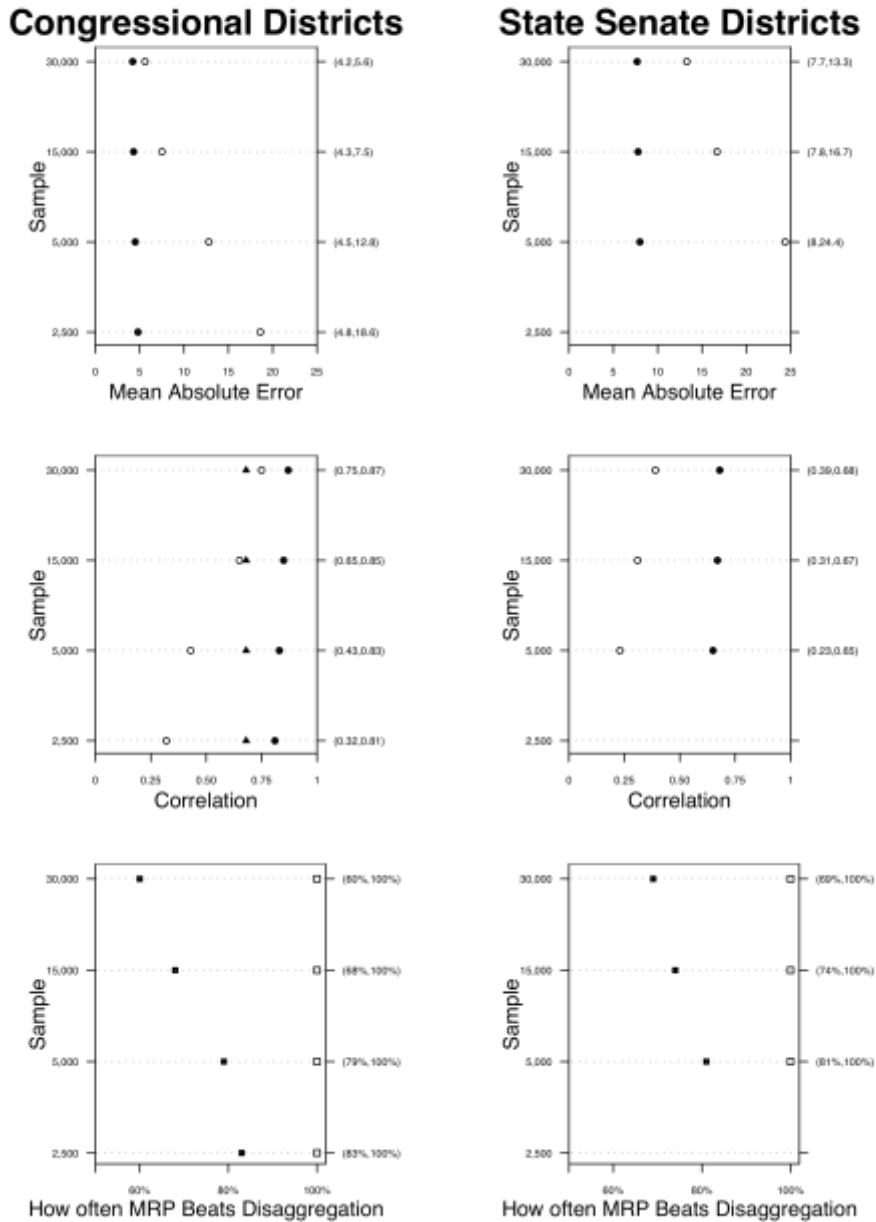 Congressional Districts
State Senate Districts
Sample
30,000
15,000
5,000
2,500
(4.2,5.6)
(4.3,7.5)
(4.5,12.8)
(4.8,18.6)
0 5 10 15 20 25
Mean Absolute Error
Sample
30,000
15,000
5,000
2,500
(7.7,13.3)
(7.8,16.7)
(8,24.4)
0 5 10 15 20 25
Mean Absolute Error
Sample
30,000
15,000
5,000
2,500
(0.75,0.87)
(0.65,0.85)
(0.43,0.83)
(0.32,0.81)
0 0.25 0.50 0.75 1
Correlation
Sample
30,000
15,000
5,000
2,500
(0.39,0.68)
(0.31,0.67)
(0.23,0.65)
0 0.25 0.50 0.75 1
Correlation
Sample
30,000
15,000
5,000
2,500
(60%,100%)
(68%,100%)
(79%,100%)
(83%,100%)
60% 80% 100%
How often MRP Beats Disaggregation
Sample
30,000
15,000
5,000
2,500
(69%,100%)
(74%,100%)
(81%,100%)
60% 80% 100%
How often MRP Beats Disaggregation